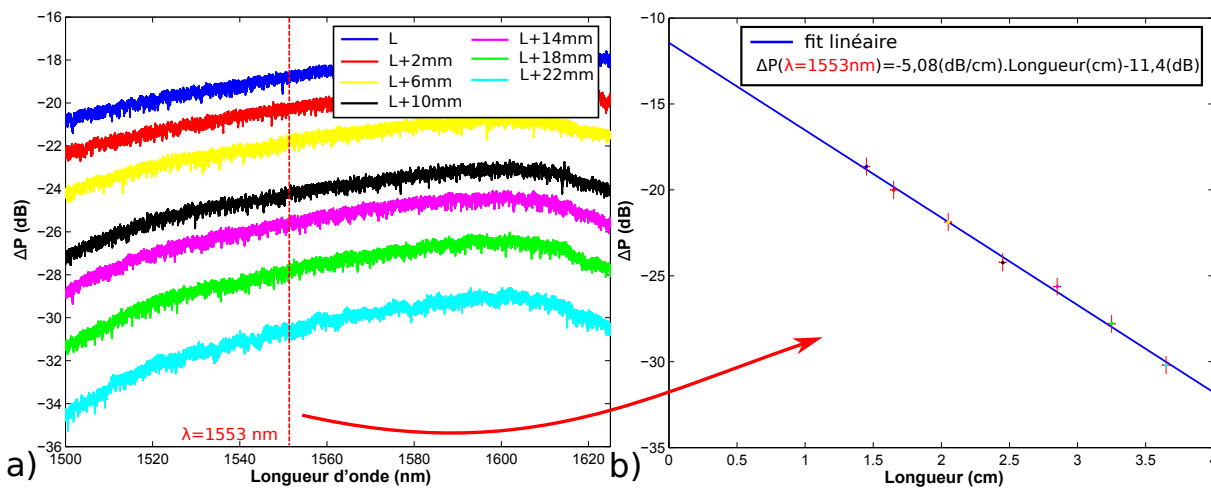 −16
−18
−20
−22
−24
−26
−28
−30
−32
−34
−36
ΔP (dB)
L
L+2mm
L+6mm
L+10mm
L+14mm
L+18mm
L+22mm
λ=1553 nm
1500
1520
1540
1560
1580
1600
1620
Longueur d'onde (nm)
a)
−10
−15
−20
−25
−30
−35
ΔP (dB)
fit linéaire
ΔP(λ=1553nm)=-5,08(dB/cm).Longueur(cm)-11,4(dB)
0
0.5
1
1.5
2
2.5
3
3.5
4
Longueur (cm)
b)